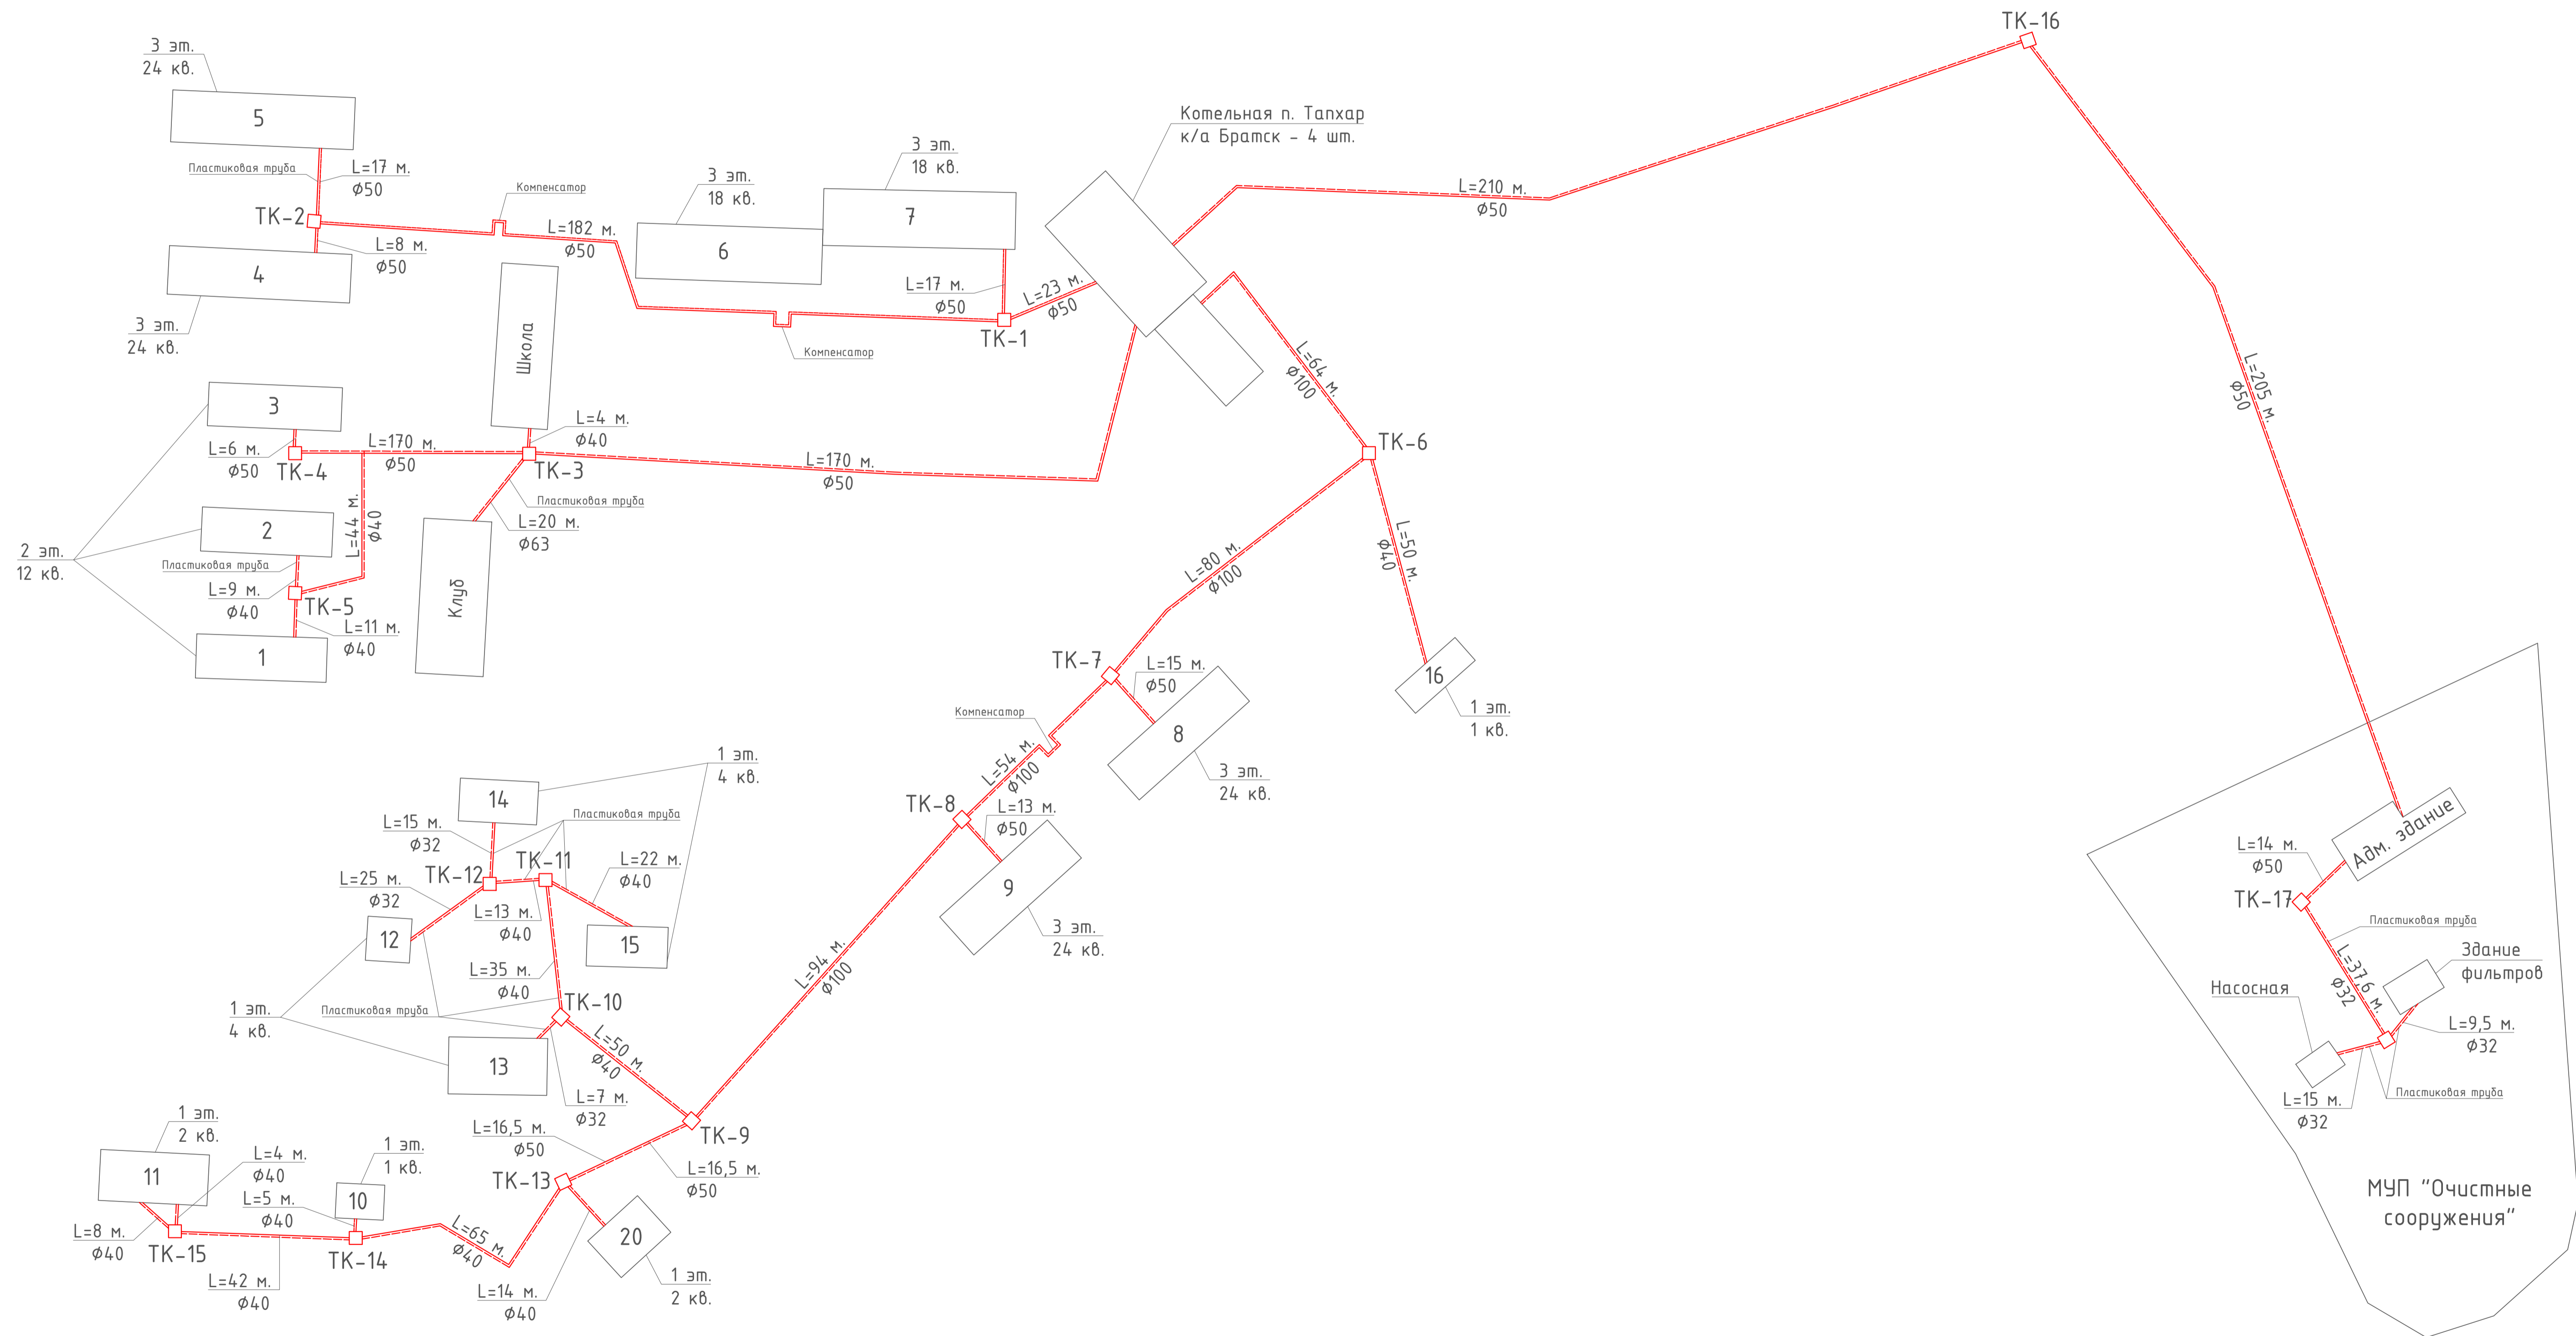 ТК-16
3 эт.
24 кв.
5
Пластиковая труба
L=17 м.
Ф50
ТК-2
L=8 м.
Ф50
4
3 эт.
24 кв.
Компенсатор
L=182 м.
Ф50
3 эт.
18 кв.
6
3 эт.
18 кв.
7
L=17 м.
Ф50
L=23 м.
Ф50
ТК-1
Компенсатор
Котельная п. Тапхар
к/а Братск - 4 шт.
L=210 м.
Ф50
L=64 м.
Ф100
ТК-6
L=205 м.
Ф50
Школа
L=4 м.
Ф40
3
L=6 м.
Ф50
ТК-4
L=170 м.
Ф50
ТК-3
L=170 м.
Ф50
Пластиковая труба
L=20 м.
Ф63
Клуб
L=44 м.
Ф40
2
2 эт.
12 кв.
Пластиковая труба
L=9 м.
Ф40
ТК-5
L=11 м.
Ф40
1
L=80 м.
Ф100
L=50 м.
Ф40
16
1 эт.
1 кв.
ТК-7
L=15 м.
Ф50
8
3 эт.
24 кв.
Компенсатор
L=54 м.
Ф100
ТК-8
L=13 м.
Ф50
9
3 эт.
24 кв.
L=94 м.
Ф100
1 эт.
4 кв.
14
Пластиковая труба
L=15 м.
Ф32
ТК-12
ТК-11
L=22 м.
Ф40
L=25 м.
Ф32
L=13 м.
Ф40
12
15
L=35 м.
Ф40
ТК-10
1 эт.
4 кв.
Пластиковая труба
13
L=50 м.
Ф40
L=7 м.
Ф32
ТК-9
L=16,5 м.
Ф50
L=16,5 м.
Ф50
ТК-13
1 эт.
2 кв.
11
L=4 м.
Ф40
1 эт.
1 кв.
10
L=5 м.
Ф40
L=8 м.
Ф40
ТК-15
L=42 м.
Ф40
ТК-14
L=65 м.
Ф40
20
L=14 м.
Ф40
1 эт.
2 кв.
Адм. здание
L=14 м.
Ф50
ТК-17
Пластиковая труба
L=37,6 м.
Ф32
Здание
фильтров
Насосная
L=9,5 м.
Ф32
Пластиковая труба
L=15 м.
Ф32
МУП "Очистные
сооружения"